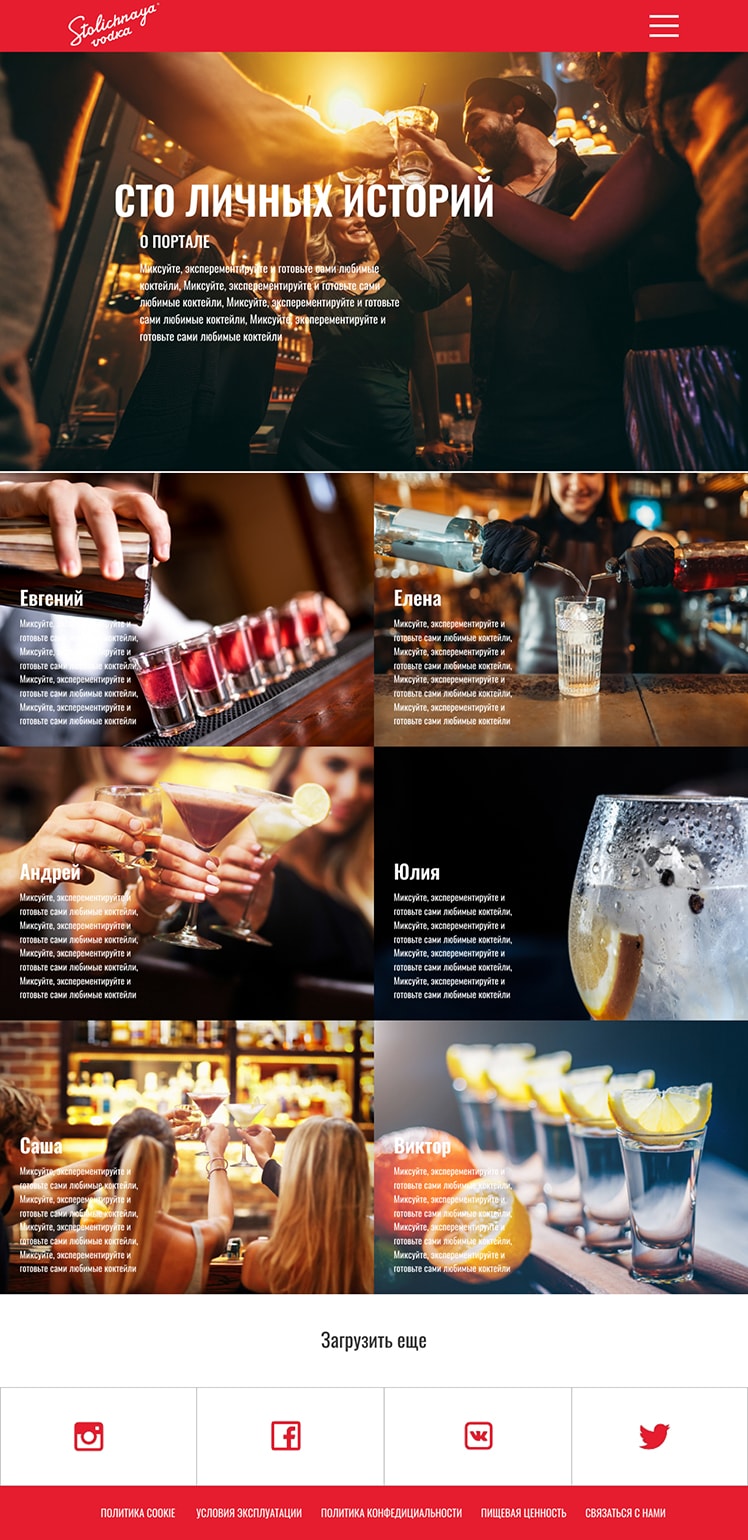 Stolichnaya
vodka
СТО ЛИЧНЫХ ИСТОРИЙ
О ПОРТАЛЕ
Миксуйте, эксперементируйте и готовьте сами любимые
коктейли, Миксуйте, эксперементируйте и готовьте сами
любимые коктейли, Миксуйте, эксперементируйте и готовьте
сами любимые коктейли, Миксуйте, эксперементируйте и
готовьте сами любимые коктейли
Евгений
Миксуйте, эксперементируйте и
готовьте сами любимые коктейли,
Миксуйте, эксперементируйте и
готовьте сами любимые коктейли,
Миксуйте, эксперементируйте и
готовьте сами любимые коктейли,
Миксуйте, эксперементируйте и
готовьте сами любимые коктейли
Елена
Миксуйте, эксперементируйте и
готовьте сами любимые коктейли,
Миксуйте, эксперементируйте и
готовьте сами любимые коктейли,
Миксуйте, эксперементируйте и
готовьте сами любимые коктейли,
Миксуйте, эксперементируйте и
готовьте сами любимые коктейли
Андрей
Миксуйте, эксперементируйте и
готовьте сами любимые коктейли,
Миксуйте, эксперементируйте и
готовьте сами любимые коктейли,
Миксуйте, эксперементируйте и
готовьте сами любимые коктейли,
Миксуйте, эксперементируйте и
готовьте сами любимые коктейли
Юлия
Миксуйте, эксперементируйте и
готовьте сами любимые коктейли,
Миксуйте, эксперементируйте и
готовьте сами любимые коктейли,
Миксуйте, эксперементируйте и
готовьте сами любимые коктейли,
Миксуйте, эксперементируйте и
готовьте сами любимые коктейли
Саша
Миксуйте, эксперементируйте и
готовьте сами любимые коктейли,
Миксуйте, эксперементируйте и
готовьте сами любимые коктейли,
Миксуйте, эксперементируйте и
готовьте сами любимые коктейли,
Миксуйте, эксперементируйте и
готовьте сами любимые коктейли
Виктор
Миксуйте, эксперементируйте и
готовьте сами любимые коктейли,
Миксуйте, эксперементируйте и
готовьте сами любимые коктейли,
Миксуйте, эксперементируйте и
готовьте сами любимые коктейли,
Миксуйте, эксперементируйте и
готовьте сами любимые коктейли
Загрузить еще
ПОЛИТИКА COOKIE УСЛОВИЯ ЭКСПЛУАТАЦИИ ПОЛИТИКА КОНФЕДИЦИАЛЬНОСТИ ПИЩЕВАЯ ЦЕННОСТЬ СВЯЗАТЬСЯ С НАМИ